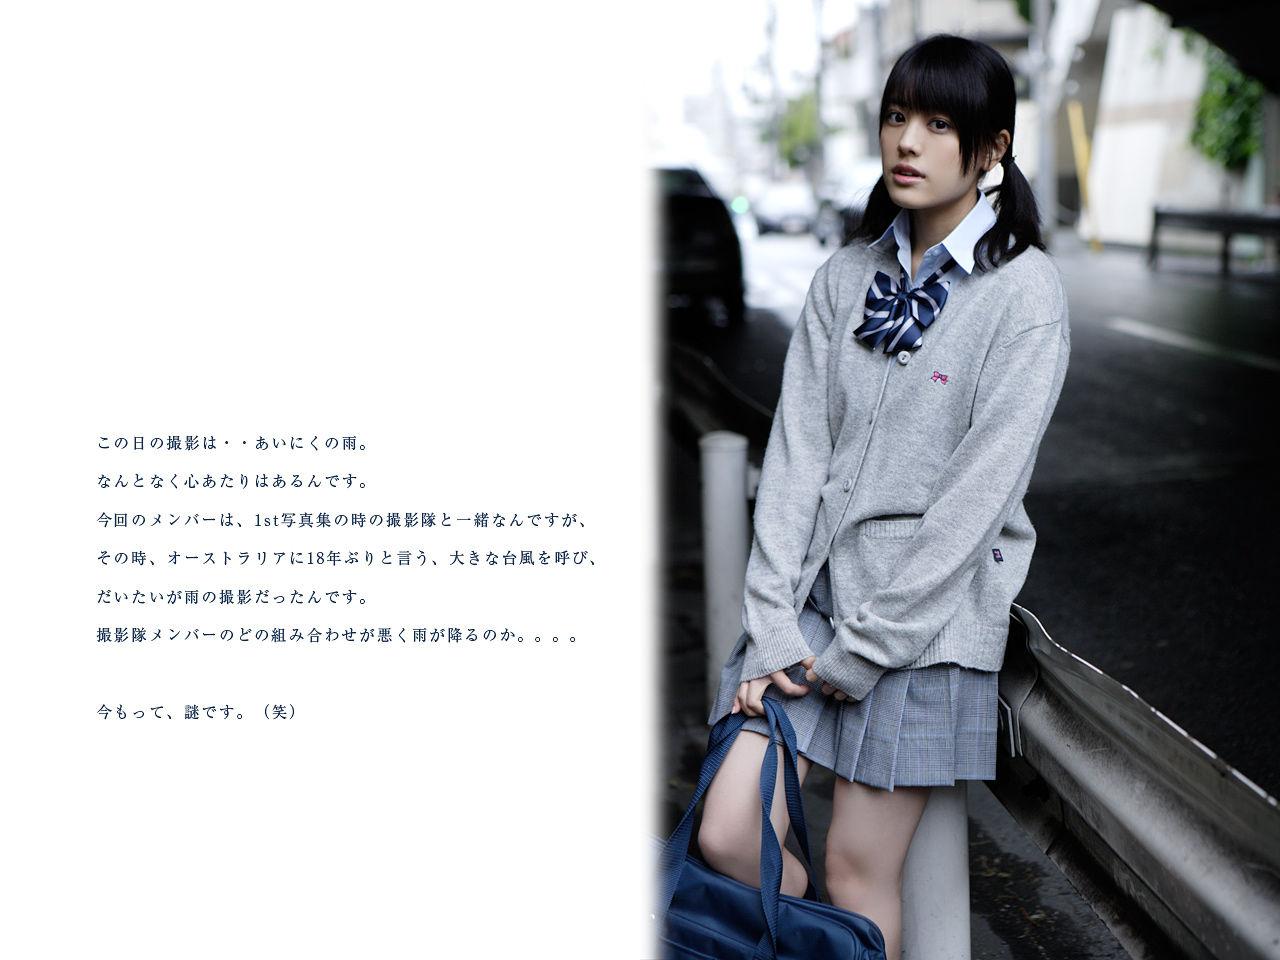 この日の撮影は・・あいにくの雨。
なんとなく心あたりはあるんです。
今回のメンバーは、1st写真集の時の撮影隊と一緒なんですが、
その時、オーストラリアに18年ぶりと言う、大きな台風を呼び、
だいたいが雨の撮影だったんです。
撮影隊メンバーのどの組み合わせが悪く雨が降るのか。。。。
今もって、謎です。（笑）